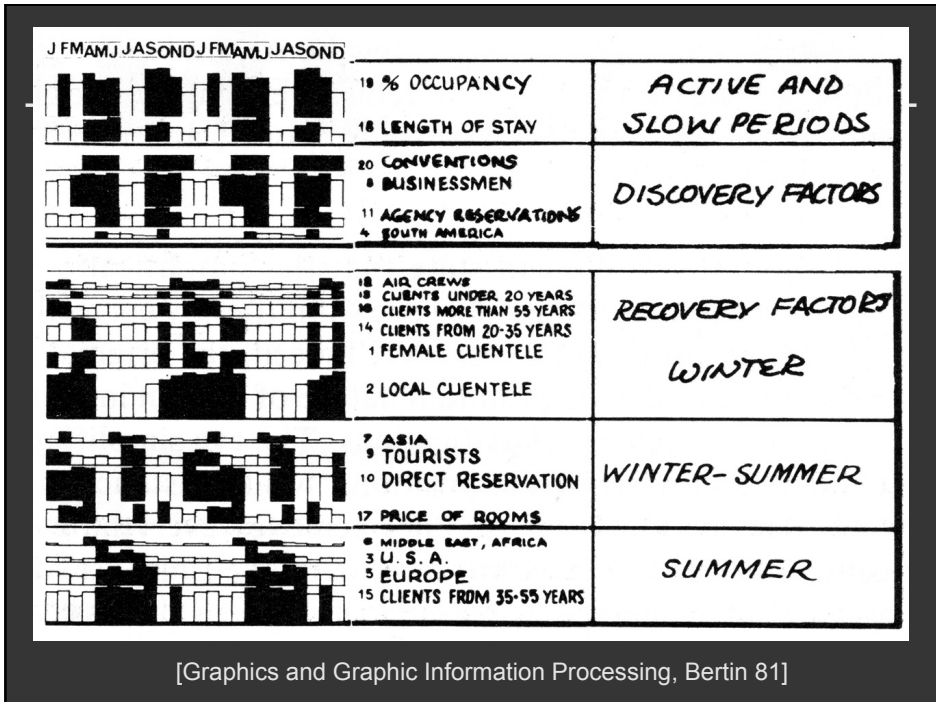 J FMAMJ JASOND J FMAMJ JASOND
19 % OCCUPANCY
18 LENGTH OF STAY
ACTIVE AND
SLOW PERIODS
20 CONVENTIONS
8 BUSINESSMEN
11 AGENCY RESERVATIONS
4 SOUTH AMERICA
DISCOVERY FACTORS
12 AIR CREWS
13 CLIENTS UNDER 20 YEARS
16 CLIENTS MORE THAN 55 YEARS
14 CLIENTS FROM 20-35 YEARS
1 FEMALE CLIENTELE
2 LOCAL CLIENTELE
RECOVERY FACTORS
WINTER
7 ASIA
9 TOURISTS
10 DIRECT RESERVATION
17 PRICE OF ROOMS
WINTER-SUMMER
6 MIDDLE EAST, AFRICA
3 U.S.A.
5 EUROPE
15 CLIENTS FROM 35-55 YEARS
SUMMER
[Graphics and Graphic Information Processing, Bertin 81]